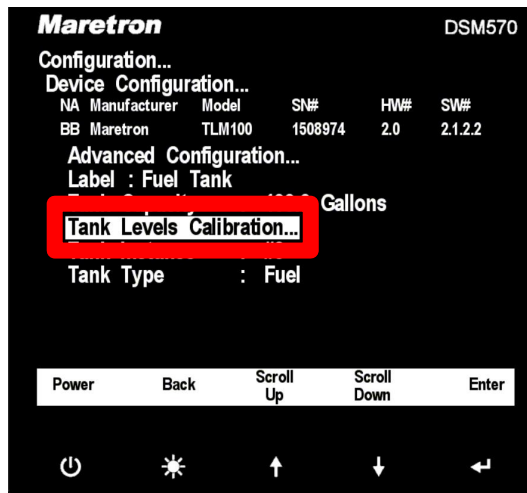 Maretron DSM570
Configuration...
Device Configuration...
NA Manufacturer Model SN# HW# SW#
BB Maretron TLM100 1508974 2.0 2.1.2.2
Advanced Configuration...
Label : Fuel Tank
Gallons
Tank Levels Calibration...
Tank Type : Fuel
Power Back Scroll Up Scroll Down Enter